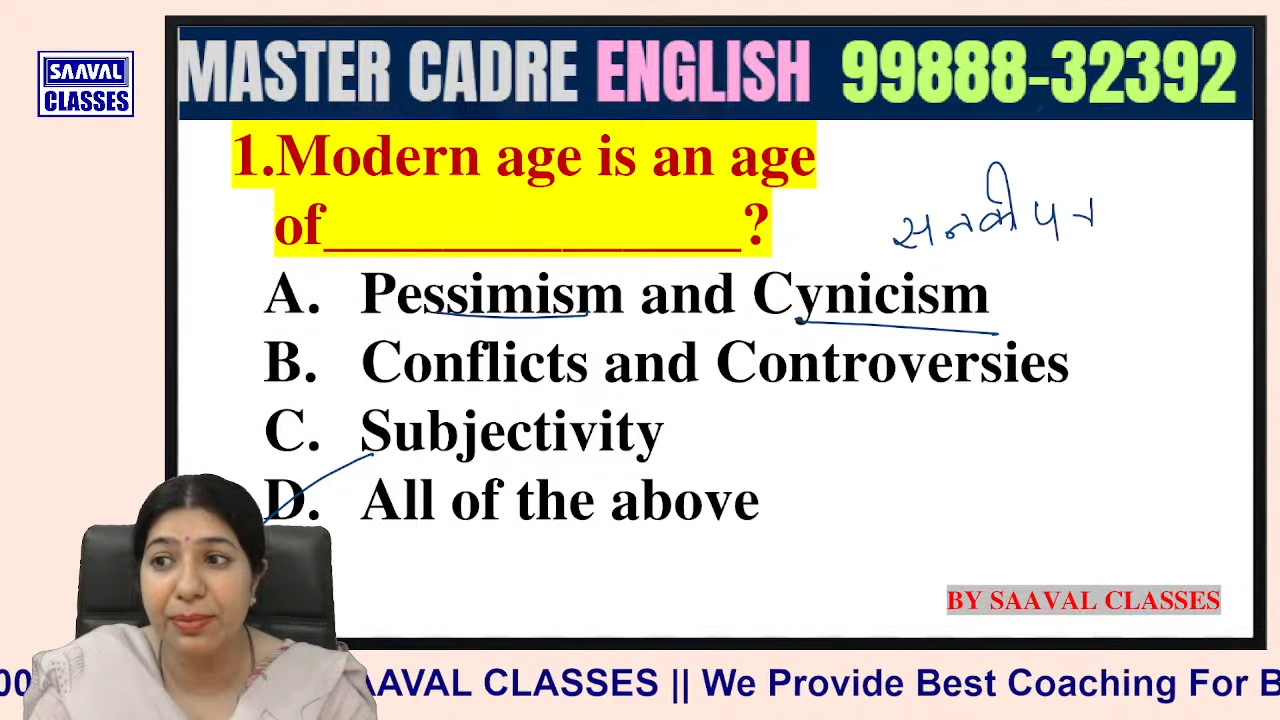 SAAVAL
CLASSES
MASTER CADRE ENGLISH 99888-32392
1.Modern age is an age
of______________?
सनकीपन
A. Pessimism and Cynicism
B. Conflicts and Controversies
C. Subjectivity
D. All of the above
BY SAAVAL CLASSES
AAVAL CLASSES || We Provide Best Coaching For B